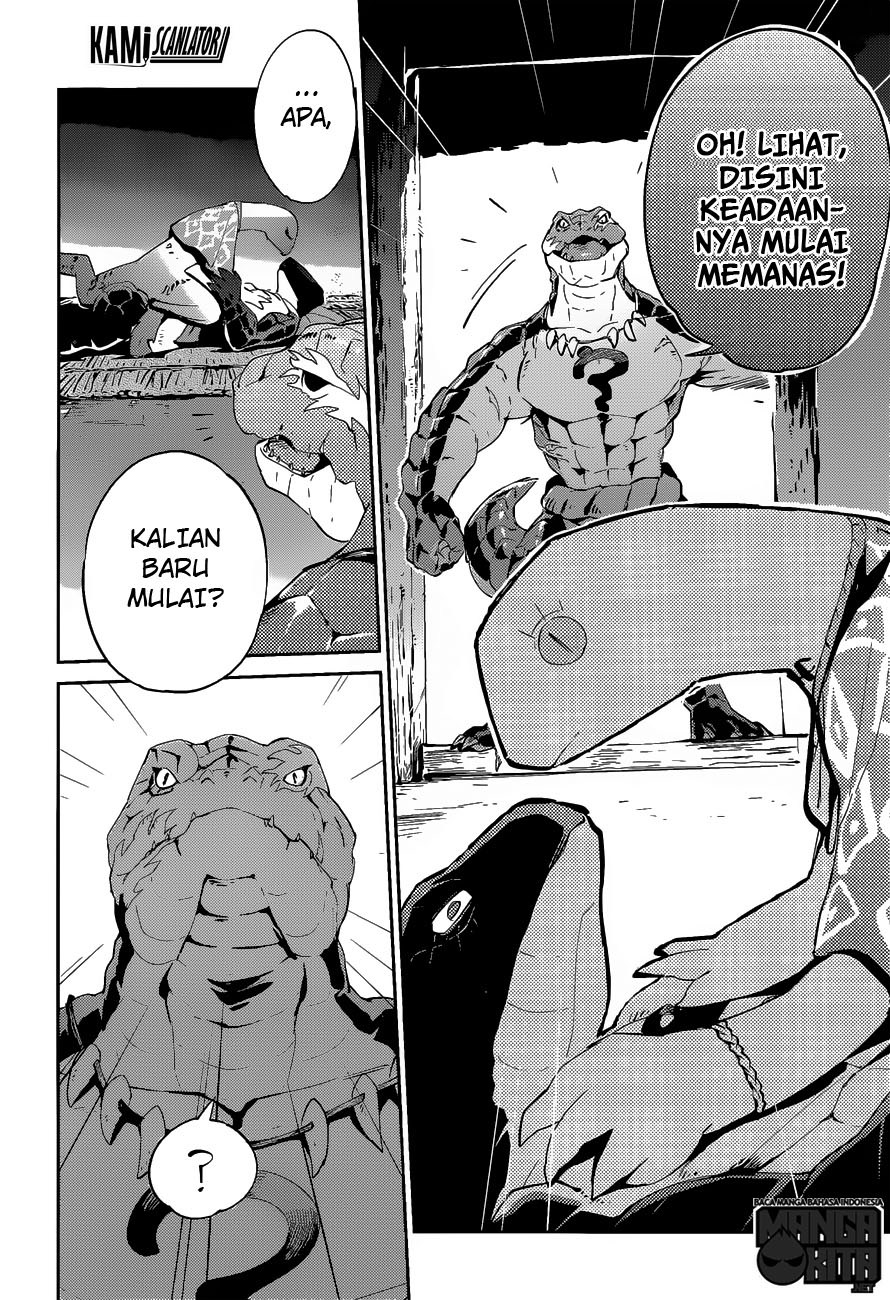 KAMi SCANLATOR
OH! LIHAT,
DISINI
KEADAAN-
NYA MULAI
MEMANAS!
...
APA,
KALIAN
BARU
MULAI?
?
BACA MANGA BAHASA INDONESIA
MANGA
KITA
.NET